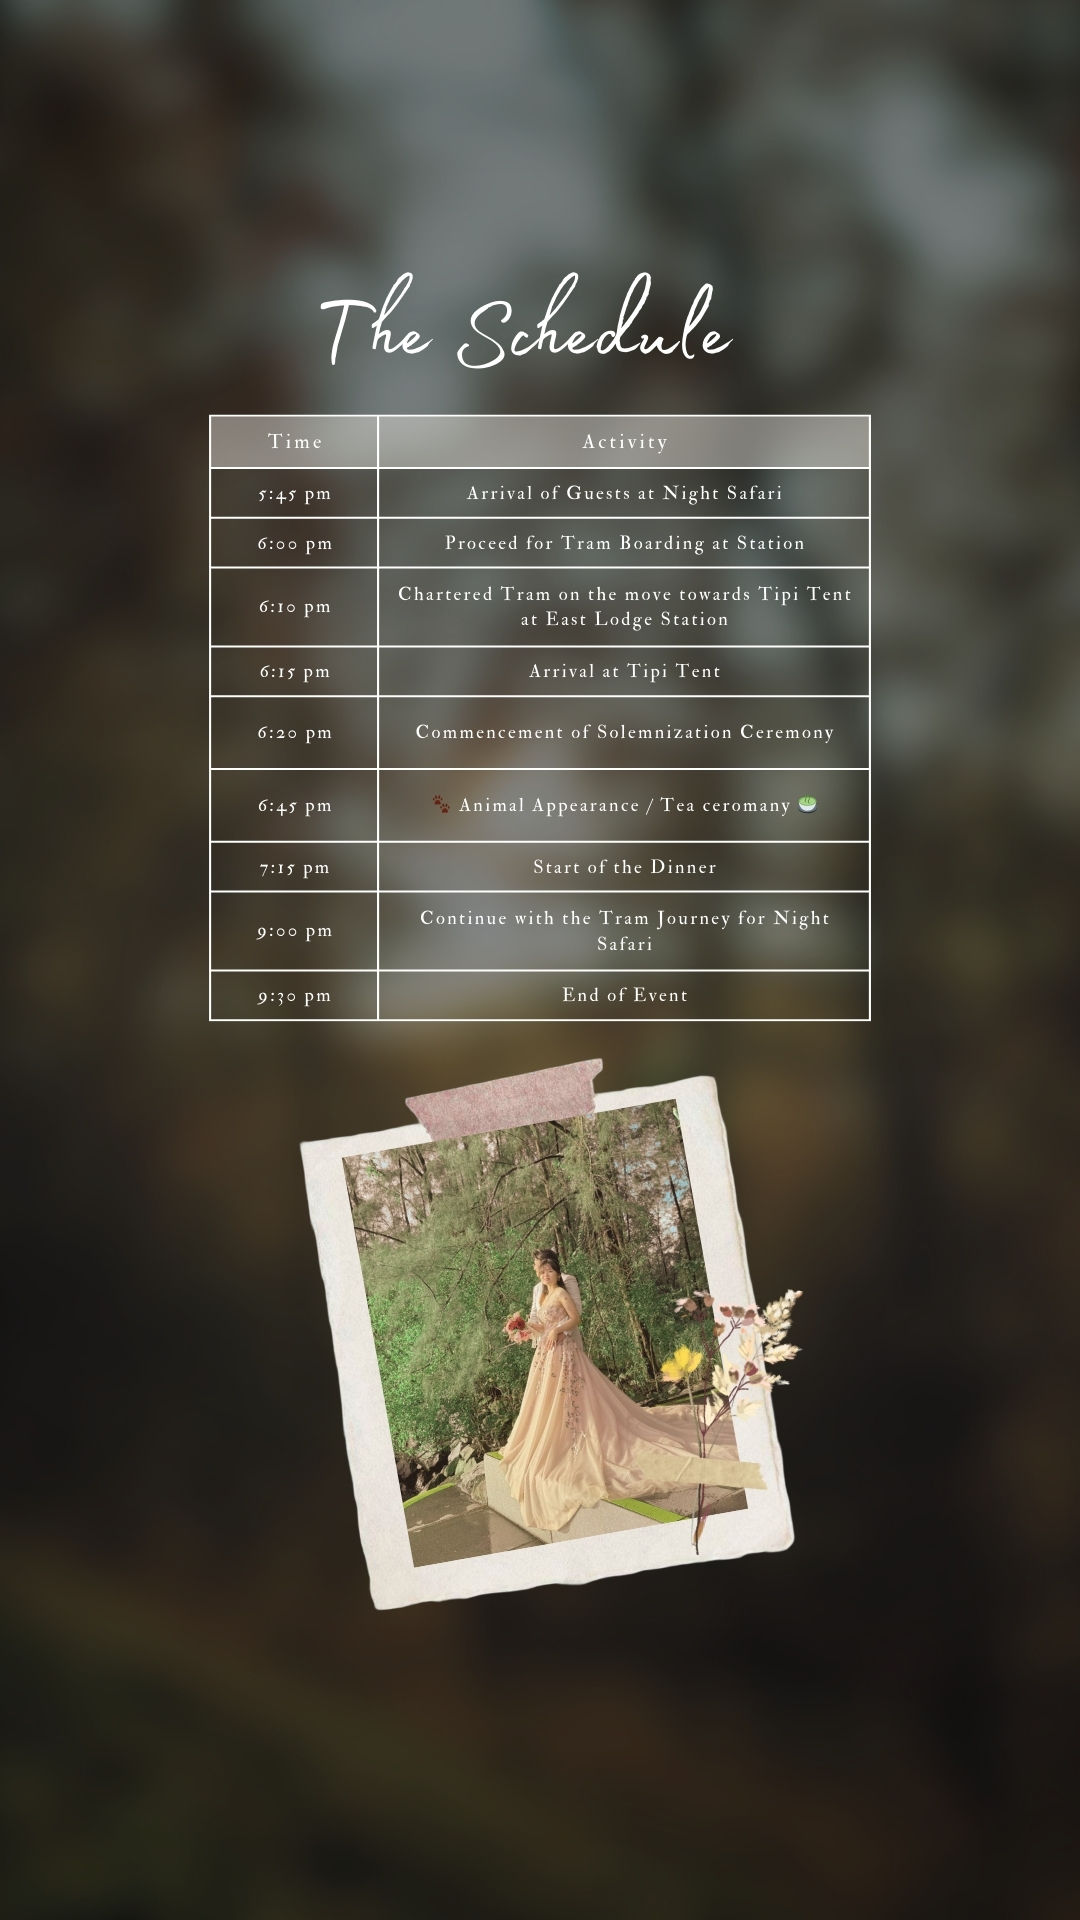 The Schedule
Time Activity
5:45 pm Arrival of Guests at Night Safari
6:00 pm Proceed for Tram Boarding at Station
6:10 pm Chartered Tram on the move towards Tipi Tent
at East Lodge Station
6:15 pm Arrival at Tipi Tent
6:20 pm Commencement of Solemnization Ceremony
6:45 pm 🐾 Animal Appearance / Tea ceromany 🍵
7:15 pm Start of the Dinner
9:00 pm Continue with the Tram Journey for Night
Safari
9:30 pm End of Event